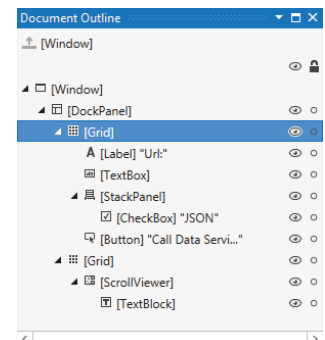 Document Outline
[Window]
[Window]
[DockPanel]
[Grid]
[Label] "Url:"
[TextBox]
[StackPanel]
[CheckBox] "JSON"
[Button] "Call Data Servi..."
[Grid]
[ScrollViewer]
[TextBlock]